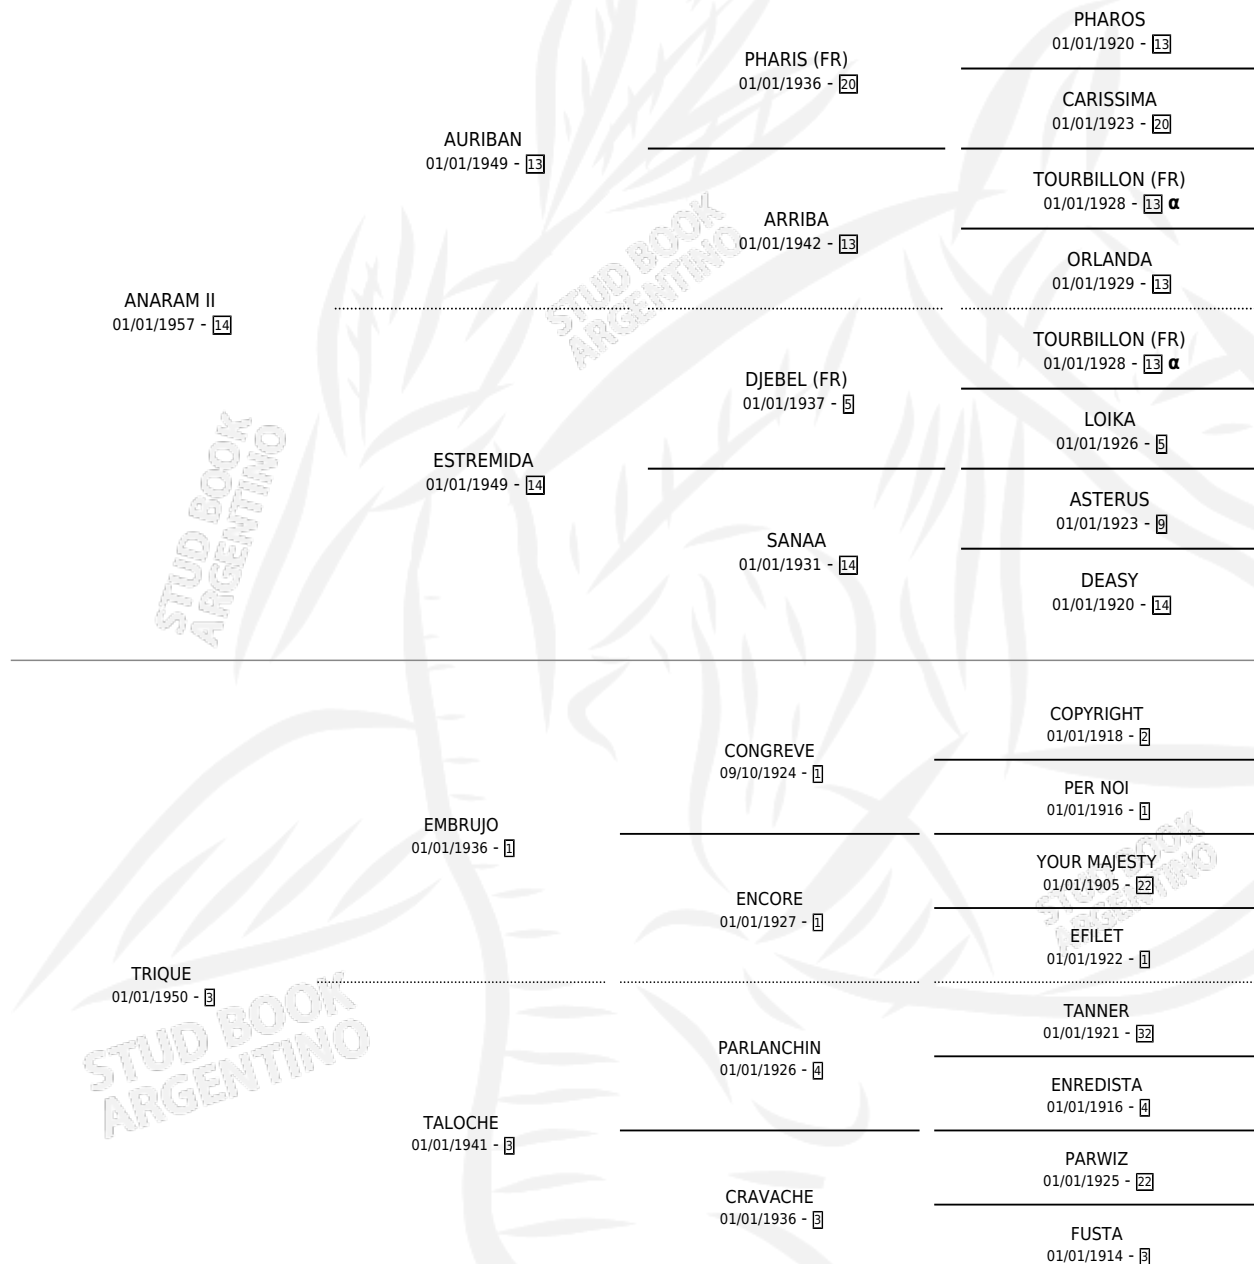 PHAROS
01/01/1920 - 13
PHARIS (FR)
01/01/1936 - 20
CARISSIMA
01/01/1923 - 20
AURIBAN
01/01/1949 - 13
TOURBILLON (FR)
01/01/1928 - 13 α
ARRIBA
01/01/1942 - 13
ORLANDA
01/01/1929 - 13
ANARAM II
01/01/1957 - 14
TOURBILLON (FR)
01/01/1928 - 13 α
DJEBEL (FR)
01/01/1937 - 5
LOIKA
01/01/1926 - 5
ESTREMIDA
01/01/1949 - 14
ASTERUS
01/01/1923 - 9
SANAA
01/01/1931 - 14
DEASY
01/01/1920 - 14
COPYRIGHT
01/01/1918 - 2
CONGREVE
09/10/1924 - 1
PER NOI
01/01/1916 - 1
EMBRUJO
01/01/1936 - 1
YOUR MAJESTY
01/01/1905 - 22
ENCORE
01/01/1927 - 1
EFILET
01/01/1922 - 1
TRIQUE
01/01/1950 - 3
TANNER
01/01/1921 - 32
PARLANCHIN
01/01/1926 - 4
ENREDISTA
01/01/1916 - 4
TALOCHE
01/01/1941 - 3
PARWIZ
01/01/1925 - 22
CRAVACHE
01/01/1936 - 3
FUSTA
01/01/1914 - 3
STUD BOOK
ARGENTINO
STUD BOOK
ARGENTINO
STUD BOOK
ARGENTINO
STUD BOOK
ARGENTINO